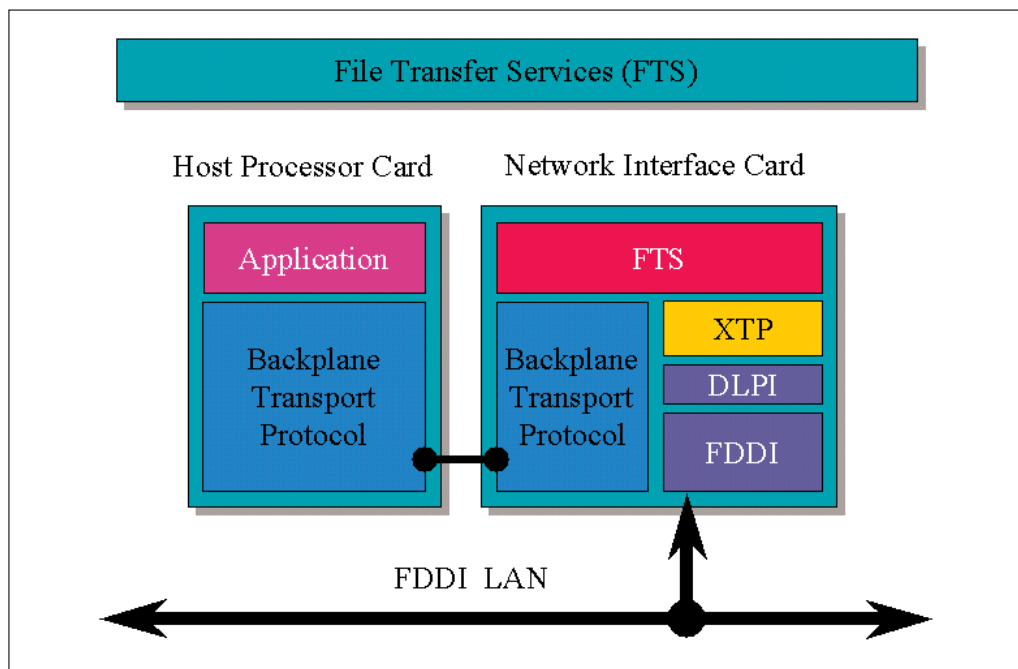 File Transfer Services (FTS)
Host Processor Card
Network Interface Card
Application
Backplane
Transport
Protocol
FTS
Backplane
Transport
Protocol
XTP
DLPI
FDDI
FDDI LAN